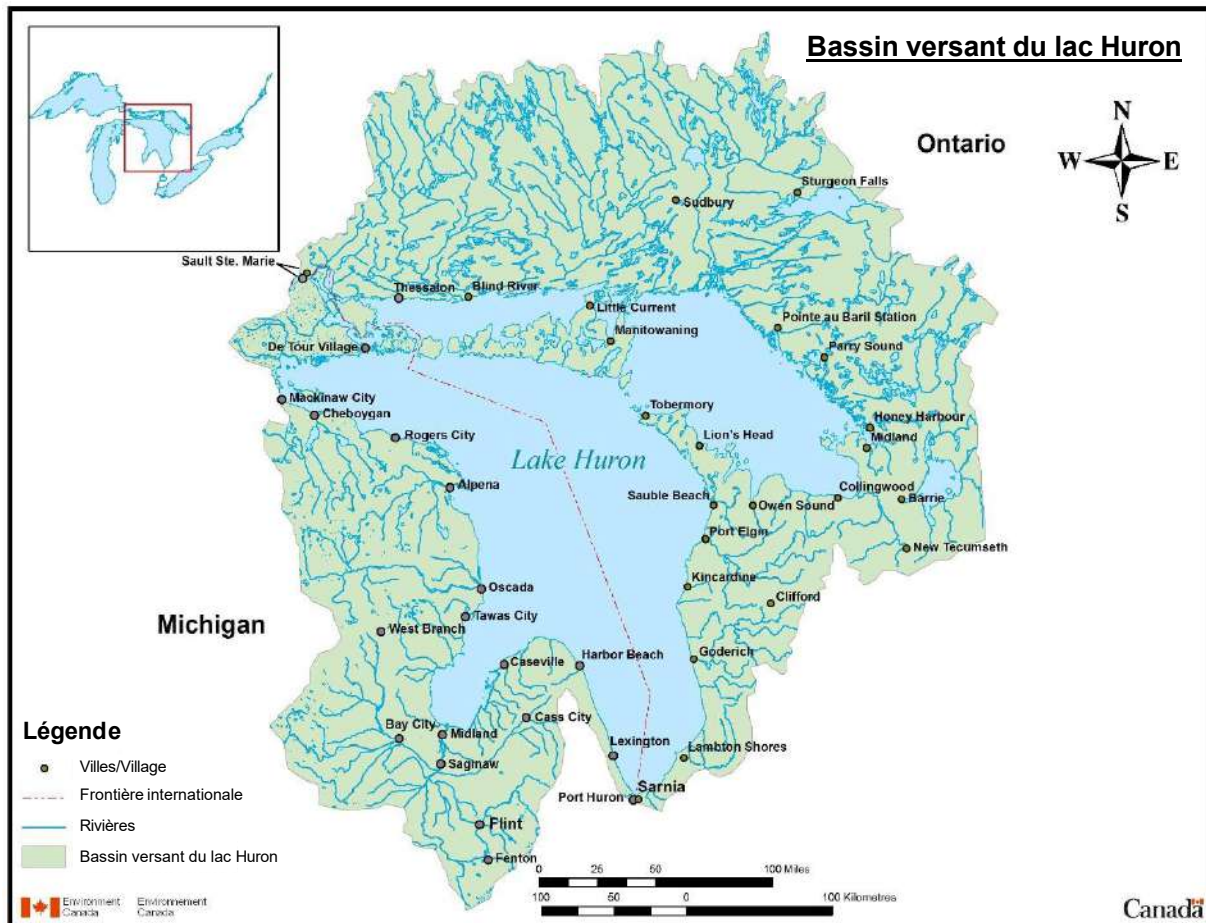 Bassin versant du lac Huron
Ontario
N
W E
S
Sturgeon Falls
Sudbury
Sault Ste. Marie
Thessalon
Blind River
Little Current
Pointe au Baril Station
Manitowaning
De Tour Village
Parry Sound
Mackinaw City
Cheboygan
Tobermory
Honey Harbour
Midland
Rogers City
Lion's Head
Lake Huron
Alpena
Sauble Beach
Owen Sound
Collingwood
Barrie
Port Elgin
New Tecumseth
Kincardine
Oscada
Clifford
Michigan
Tawas City
West Branch
Goderich
Caseville
Harbor Beach
Cass City
Bay City
Midland
Lexington
Lambton Shores
Saginaw
Sarnia
Port Huron
Flint
Fenton
Légende
Villes/Village
Frontière internationale
Rivières
Bassin versant du lac Huron
0 25 50 100 Miles
100 50 0 100 Kilometres
Environment Canada
Environnement Canada
Canada